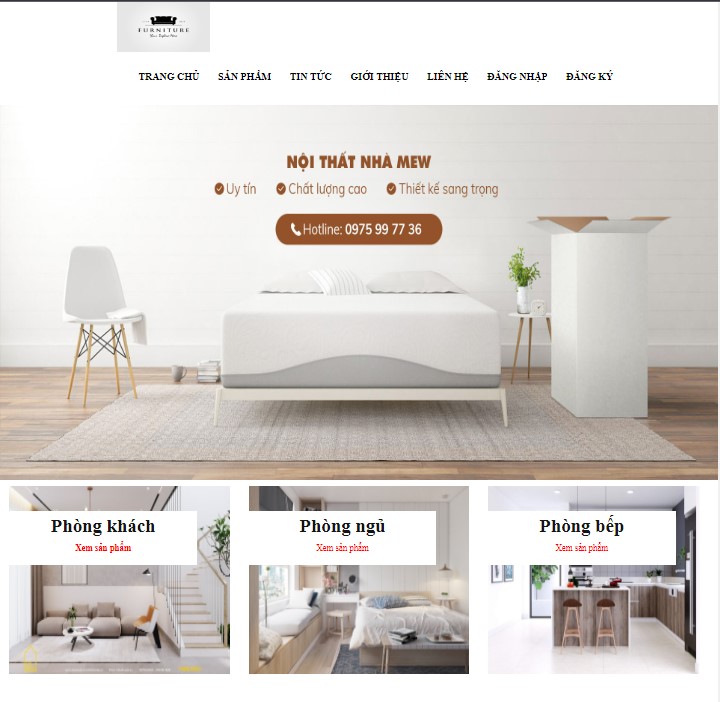 FURNITURE
TRANG CHỦ SẢN PHẨM TIN TỨC GIỚI THIỆU LIÊN HỆ ĐĂNG NHẬP ĐĂNG KÝ
NỘI THẤT NHÀ MEW
Uy tín Chất lượng cao Thiết kế sang trọng
Hotline: 0975 99 77 36
Phòng khách
Xem sản phẩm
Phòng ngũ
Xem sản phẩm
Phòng bếp
Xem sản phẩm